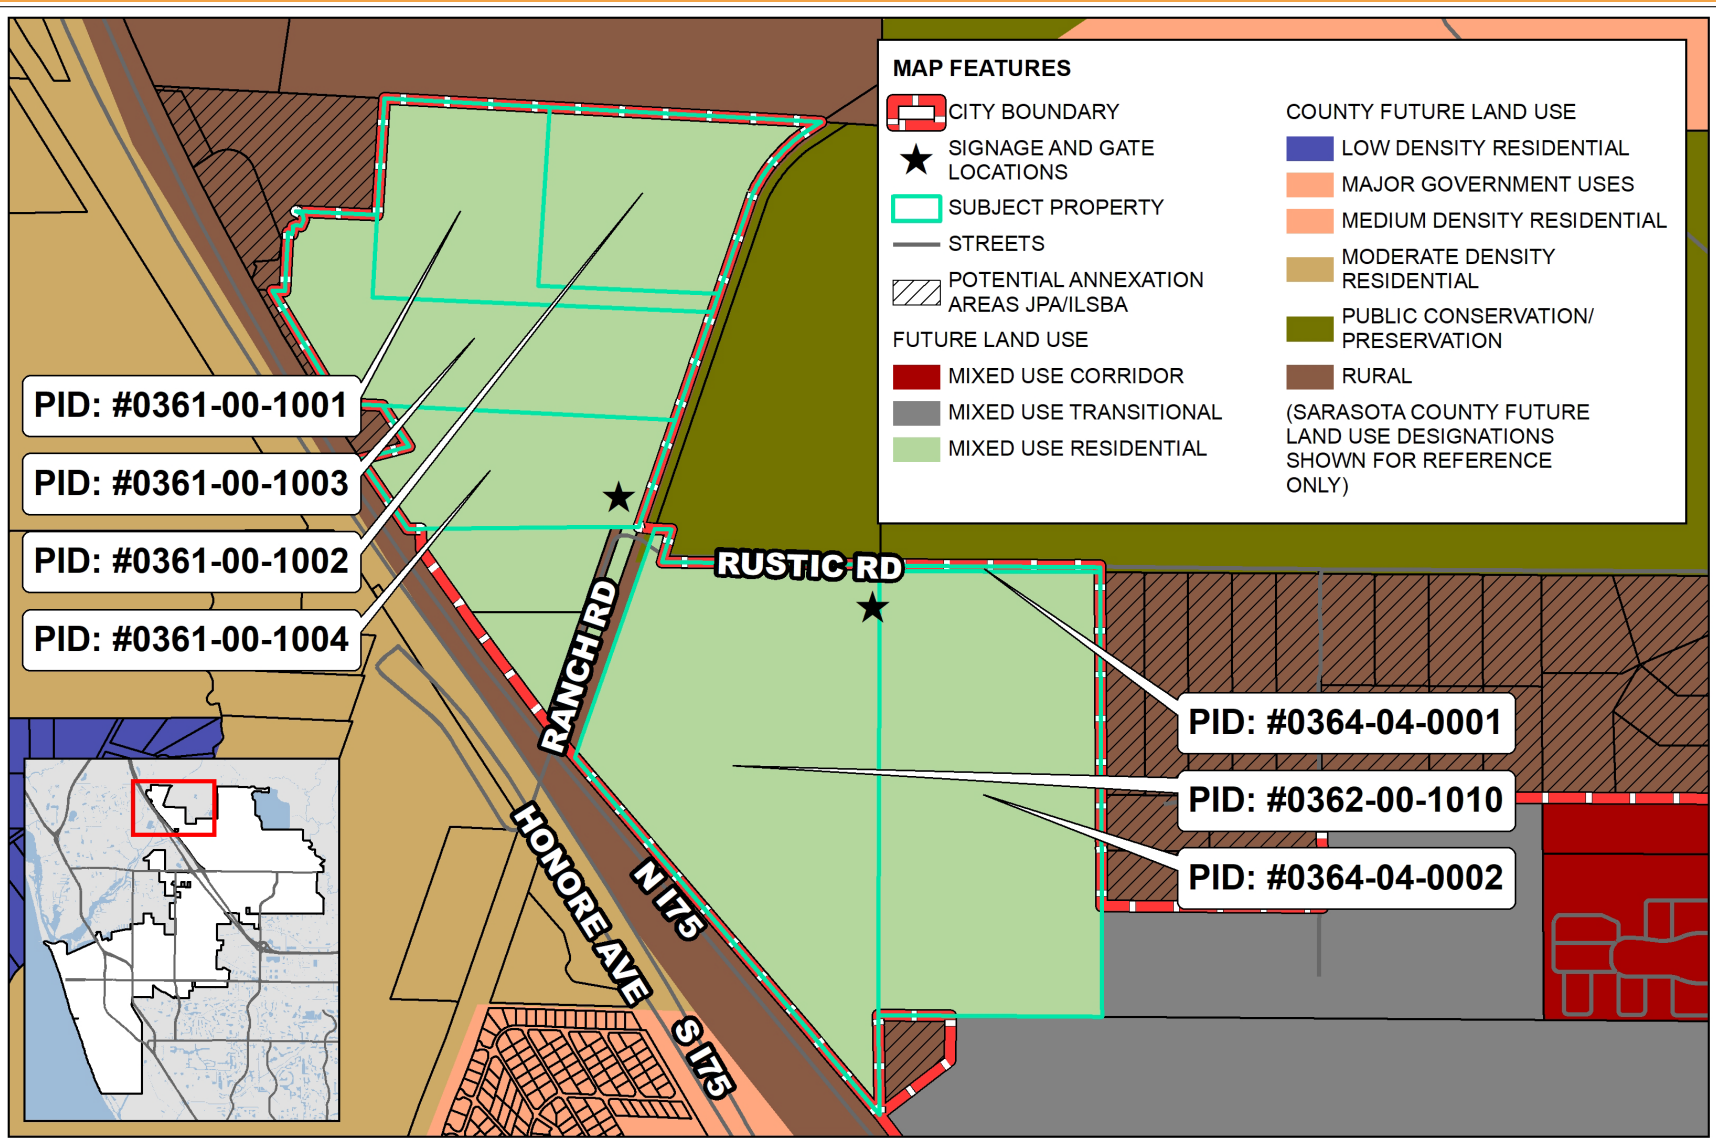 MAP FEATURES
CITY BOUNDARY
SIGNAGE AND GATE
LOCATIONS
SUBJECT PROPERTY
STREETS
POTENTIAL ANNEXATION
AREAS JPA/ILSBA
FUTURE LAND USE
MIXED USE CORRIDOR
MIXED USE TRANSITIONAL
MIXED USE RESIDENTIAL
COUNTY FUTURE LAND USE
LOW DENSITY RESIDENTIAL
MAJOR GOVERNMENT USES
MEDIUM DENSITY RESIDENTIAL
MODERATE DENSITY
RESIDENTIAL
PUBLIC CONSERVATION/
PRESERVATION
RURAL
(SARASOTA COUNTY FUTURE
LAND USE DESIGNATIONS
SHOWN FOR REFERENCE
ONLY)
PID: #0361-00-1001
PID: #0361-00-1003
PID: #0361-00-1002
PID: #0361-00-1004
RUSTIC RD
RANCH RD
PID: #0364-04-0001
PID: #0362-00-1010
PID: #0364-04-0002
HONORE AVE
N I75
S I75